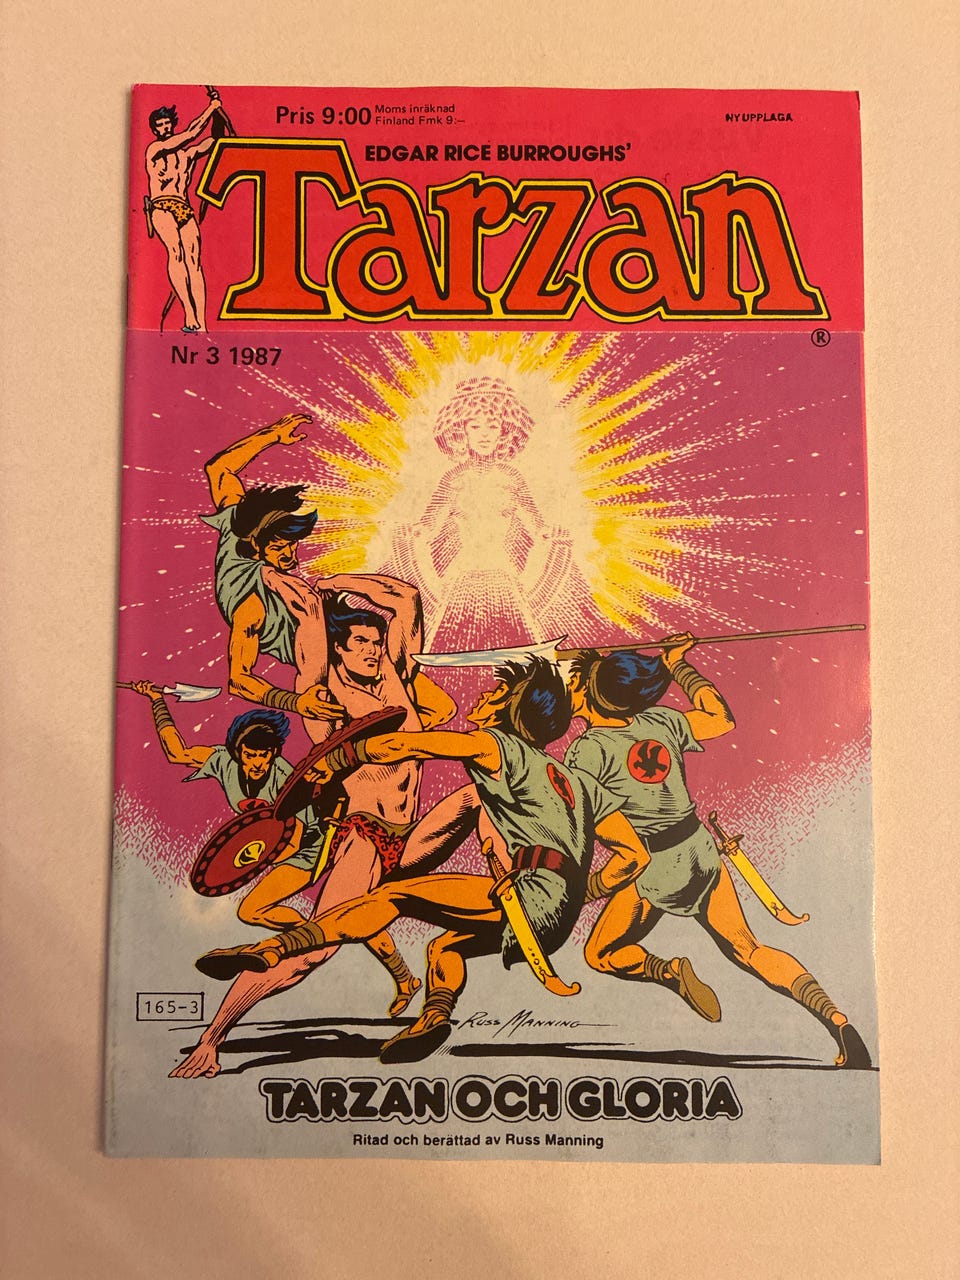 Pris 9:00 Moms inräknad
Finland Fmk 9:–
NYUPPLAGA
EDGAR RICE BURROUGHS'
Tarzan
®
Nr 3 1987
165-3
RUSS MANNING
TARZAN OCH GLORIA
Ritad och berättad av Russ Manning